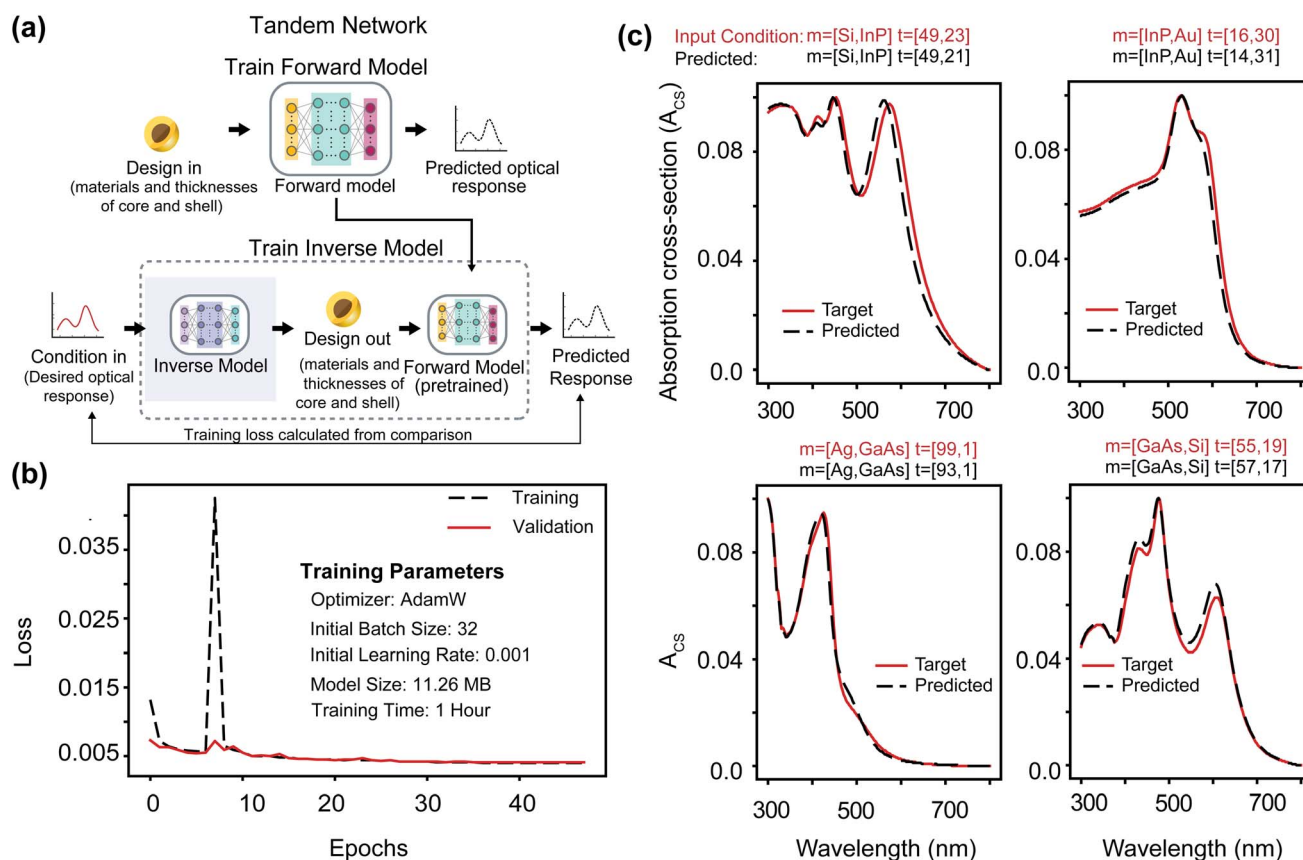 (a)
Tandem Network
Train Forward Model
Design in
(materials and thicknesses
of core and shell)
Forward model
Predicted optical
response
Train Inverse Model
Condition in
(Desired optical
response)
Inverse Model
Design out
(materials and
thicknesses of
core and shell)
Forward Model
(pretrained)
Predicted
Response
Training loss calculated from comparison
(b)
Training
Validation
Training Parameters
Optimizer: AdamW
Initial Batch Size: 32
Initial Learning Rate: 0.001
Model Size: 11.26 MB
Training Time: 1 Hour
Loss
0.035
0.025
0.015
0.005
0 10 20 30 40
Epochs
(c)
Input Condition: m=[Si,InP] t=[49,23]
Predicted: m=[Si,InP] t=[49,21]
Absorption cross-section (ACS)
0.08
0.04
0.0
Target
Predicted
300 500 700
m=[InP,Au] t=[16,30]
m=[InP,Au] t=[14,31]
0.08
0.04
0.0
Target
Predicted
300 500 700
m=[Ag,GaAs] t=[99,1]
m=[Ag,GaAs] t=[93,1]
ACS
0.08
0.04
0.0
Target
Predicted
300 500 700
Wavelength (nm)
m=[GaAs,Si] t=[55,19]
m=[GaAs,Si] t=[57,17]
0.08
0.04
0.0
Target
Predicted
300 500 700
Wavelength (nm)